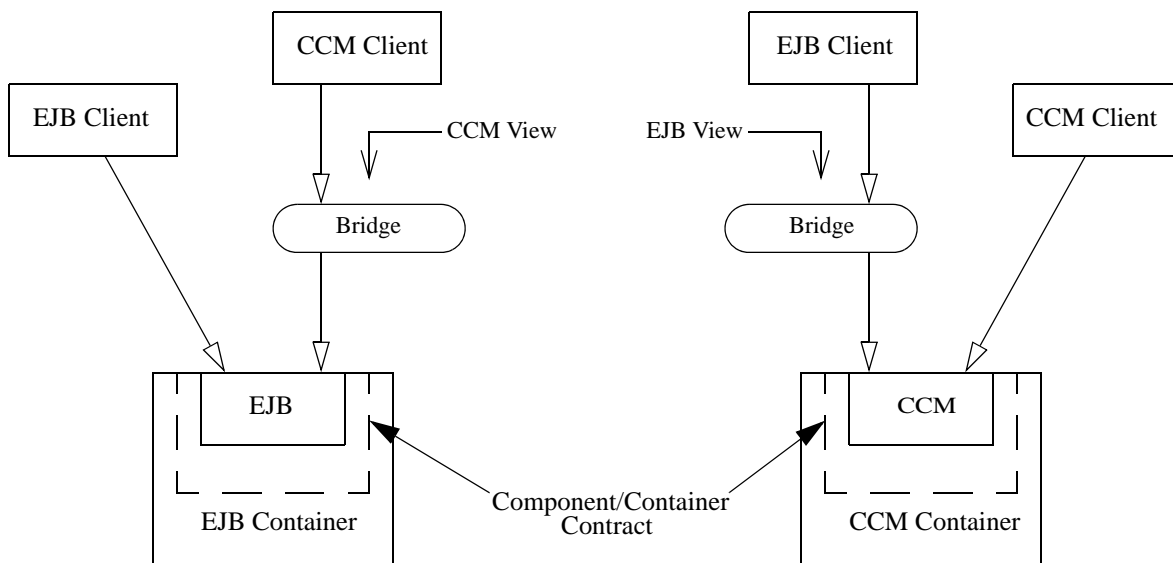 CCM Client
EJB Client
EJB Client
CCM Client
CCM View
EJB View
Bridge
Bridge
EJB
CCM
Component/Container
Contract
EJB Container
CCM Container